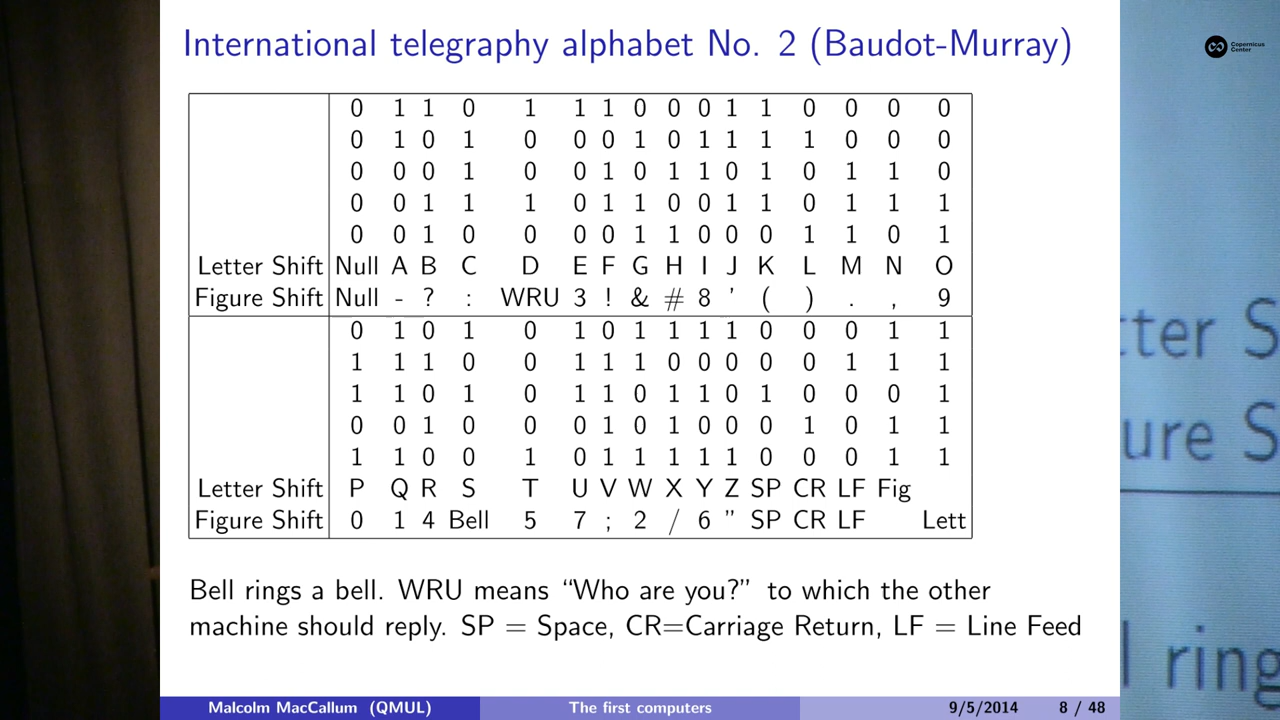 International telegraphy alphabet No. 2 (Baudot-Murray)
Copernicus
Center
0 1 1 0 1 1 1 0 0 0 1 1 0 0 0 0
0 1 0 1 0 0 0 1 0 1 1 1 1 0 0 0
0 0 0 1 0 0 1 0 1 1 0 1 0 1 1 0
0 0 1 1 1 0 1 1 0 0 1 1 0 1 1 1
0 0 1 0 0 0 0 1 1 0 0 0 1 1 0 1
Letter Shift Null A B C D E F G H I J K L M N O
Figure Shift Null - ? : WRU 3 ! & # 8 ' ( ) . , 9
0 1 0 1 0 1 0 1 1 1 1 0 0 0 1 1
1 1 1 0 0 1 1 1 0 0 0 0 0 1 1 1
1 1 0 1 0 1 1 0 1 1 0 1 0 0 0 1
0 0 1 0 0 0 1 0 1 0 0 0 1 0 1 1
1 1 0 0 1 0 1 1 1 1 1 0 0 0 1 1
Letter Shift P Q R S T U V W X Y Z SP CR LF Fig
Figure Shift 0 1 4 Bell 5 7 ; 2 / 6 " SP CR LF Lett
Bell rings a bell. WRU means “Who are you?” to which the other
machine should reply. SP = Space, CR=Carriage Return, LF = Line Feed
Malcolm MacCallum (QMUL) The first computers 9/5/2014 8 / 48
tter S
ure S
ring